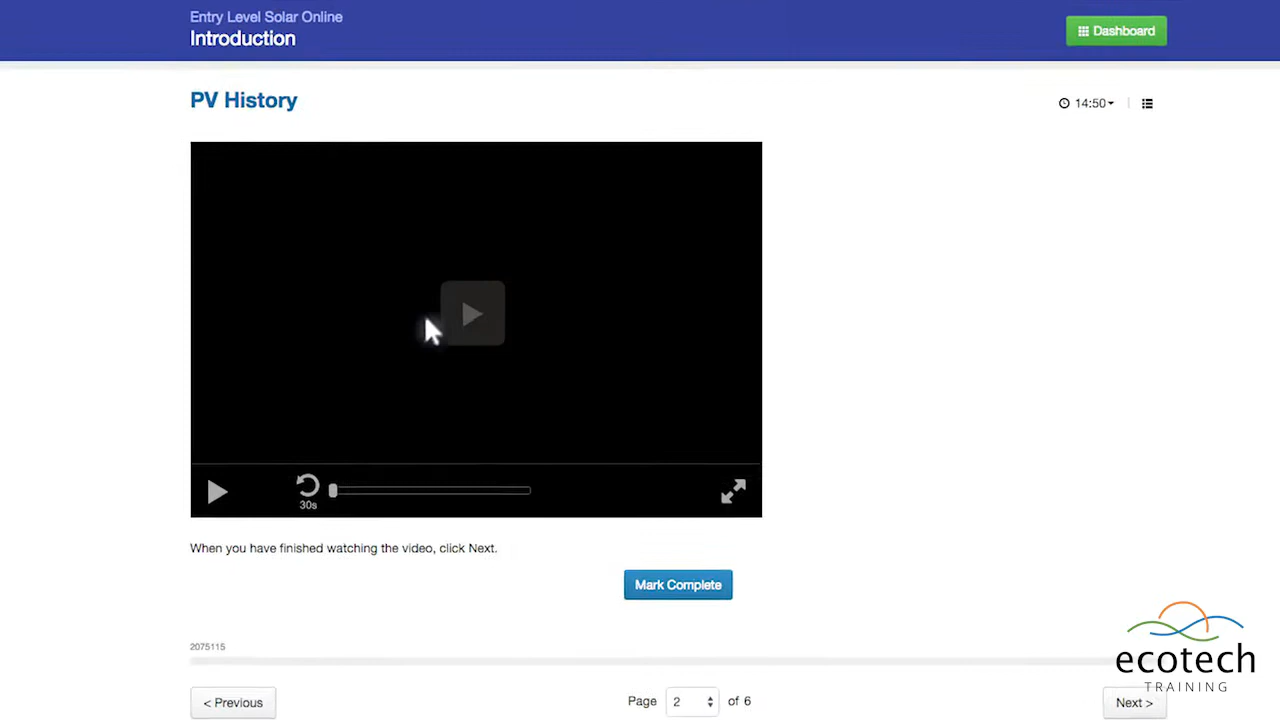 Entry Level Solar Online
Introduction
Dashboard
PV History
14:50
30s
When you have finished watching the video, click Next.
Mark Complete
2075115
< Previous
Page 2 of 6
Next >
ecotech
TRAINING